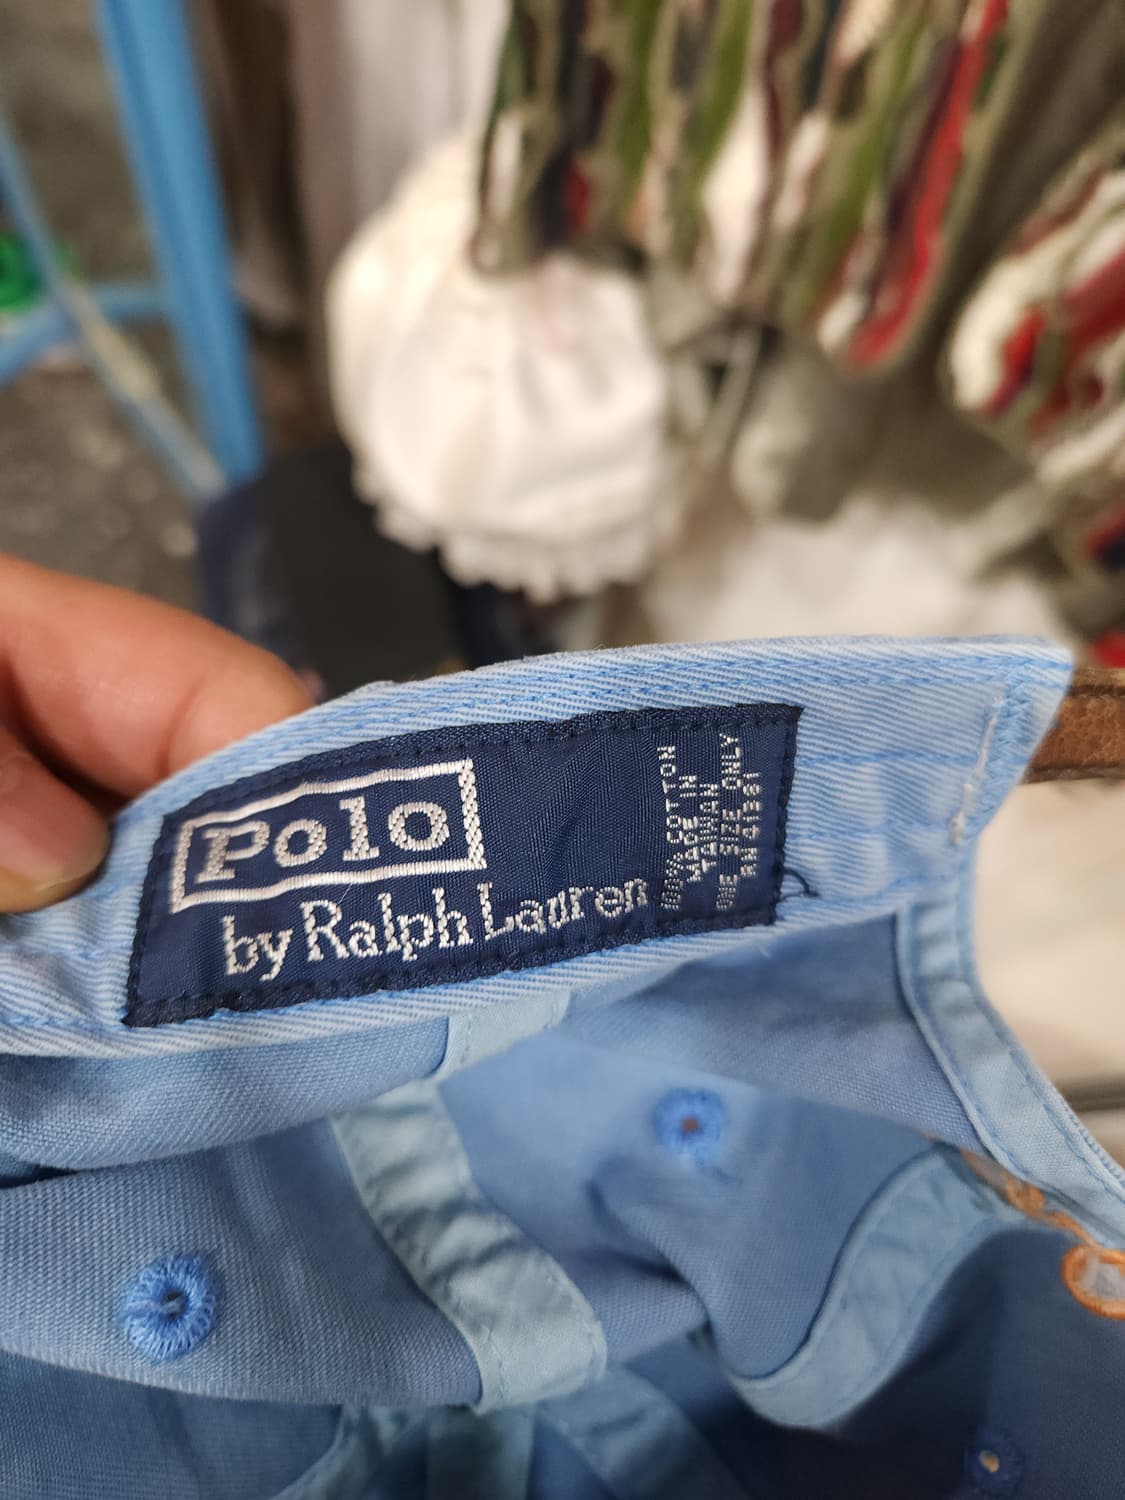 Polo
by Ralph Lauren
100% COTTON
MADE IN
TAIWAN
ONE SIZE ONLY